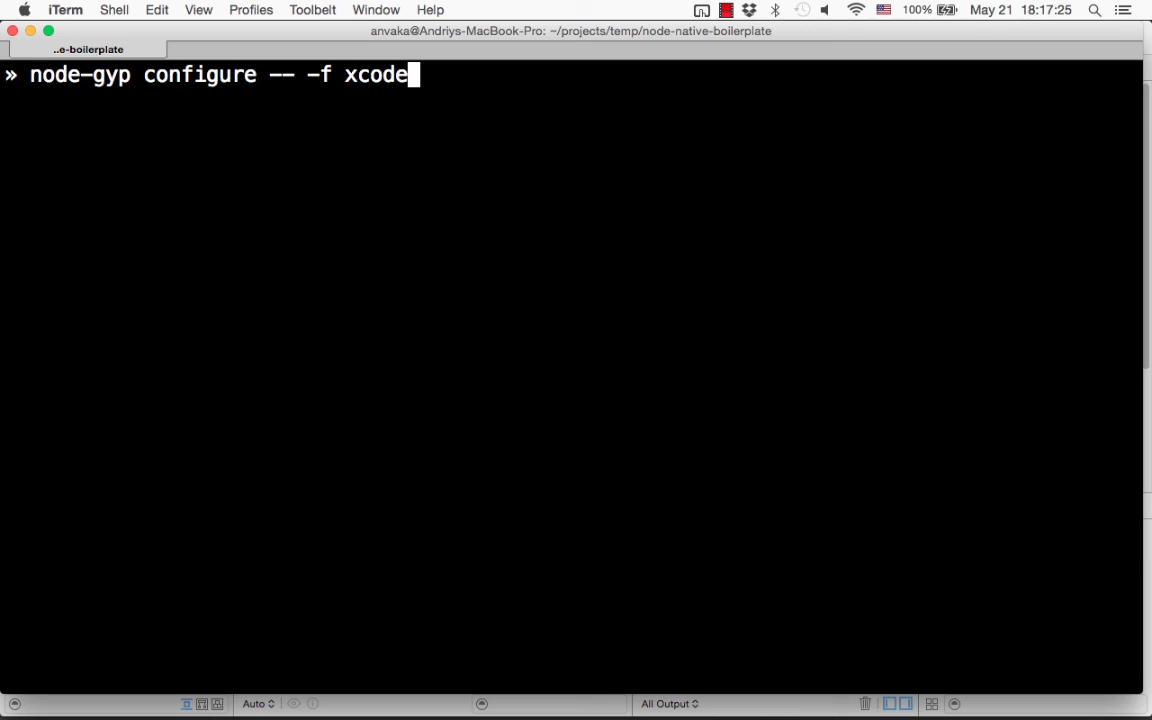 iTerm Shell Edit View Profiles Toolbelt Window Help 100% May 21 18:17:25
anvaka@Andriys-MacBook-Pro: ~/projects/temp/node-native-boilerplate
..e-boilerplate
» node-gyp configure -- -f xcode
Auto All Output